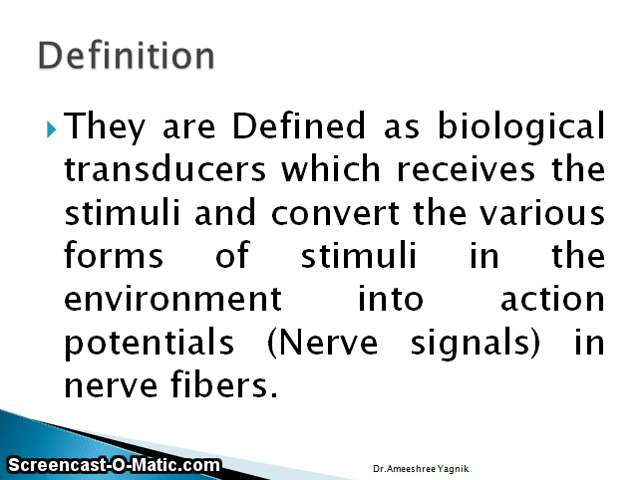 Definition
They are Defined as biological
transducers which receives the
stimuli and convert the various
forms of stimuli in the
environment into action
potentials (Nerve signals) in
nerve fibers.
Screencast-O-Matic.com
Dr.Ameeshree Yagnik